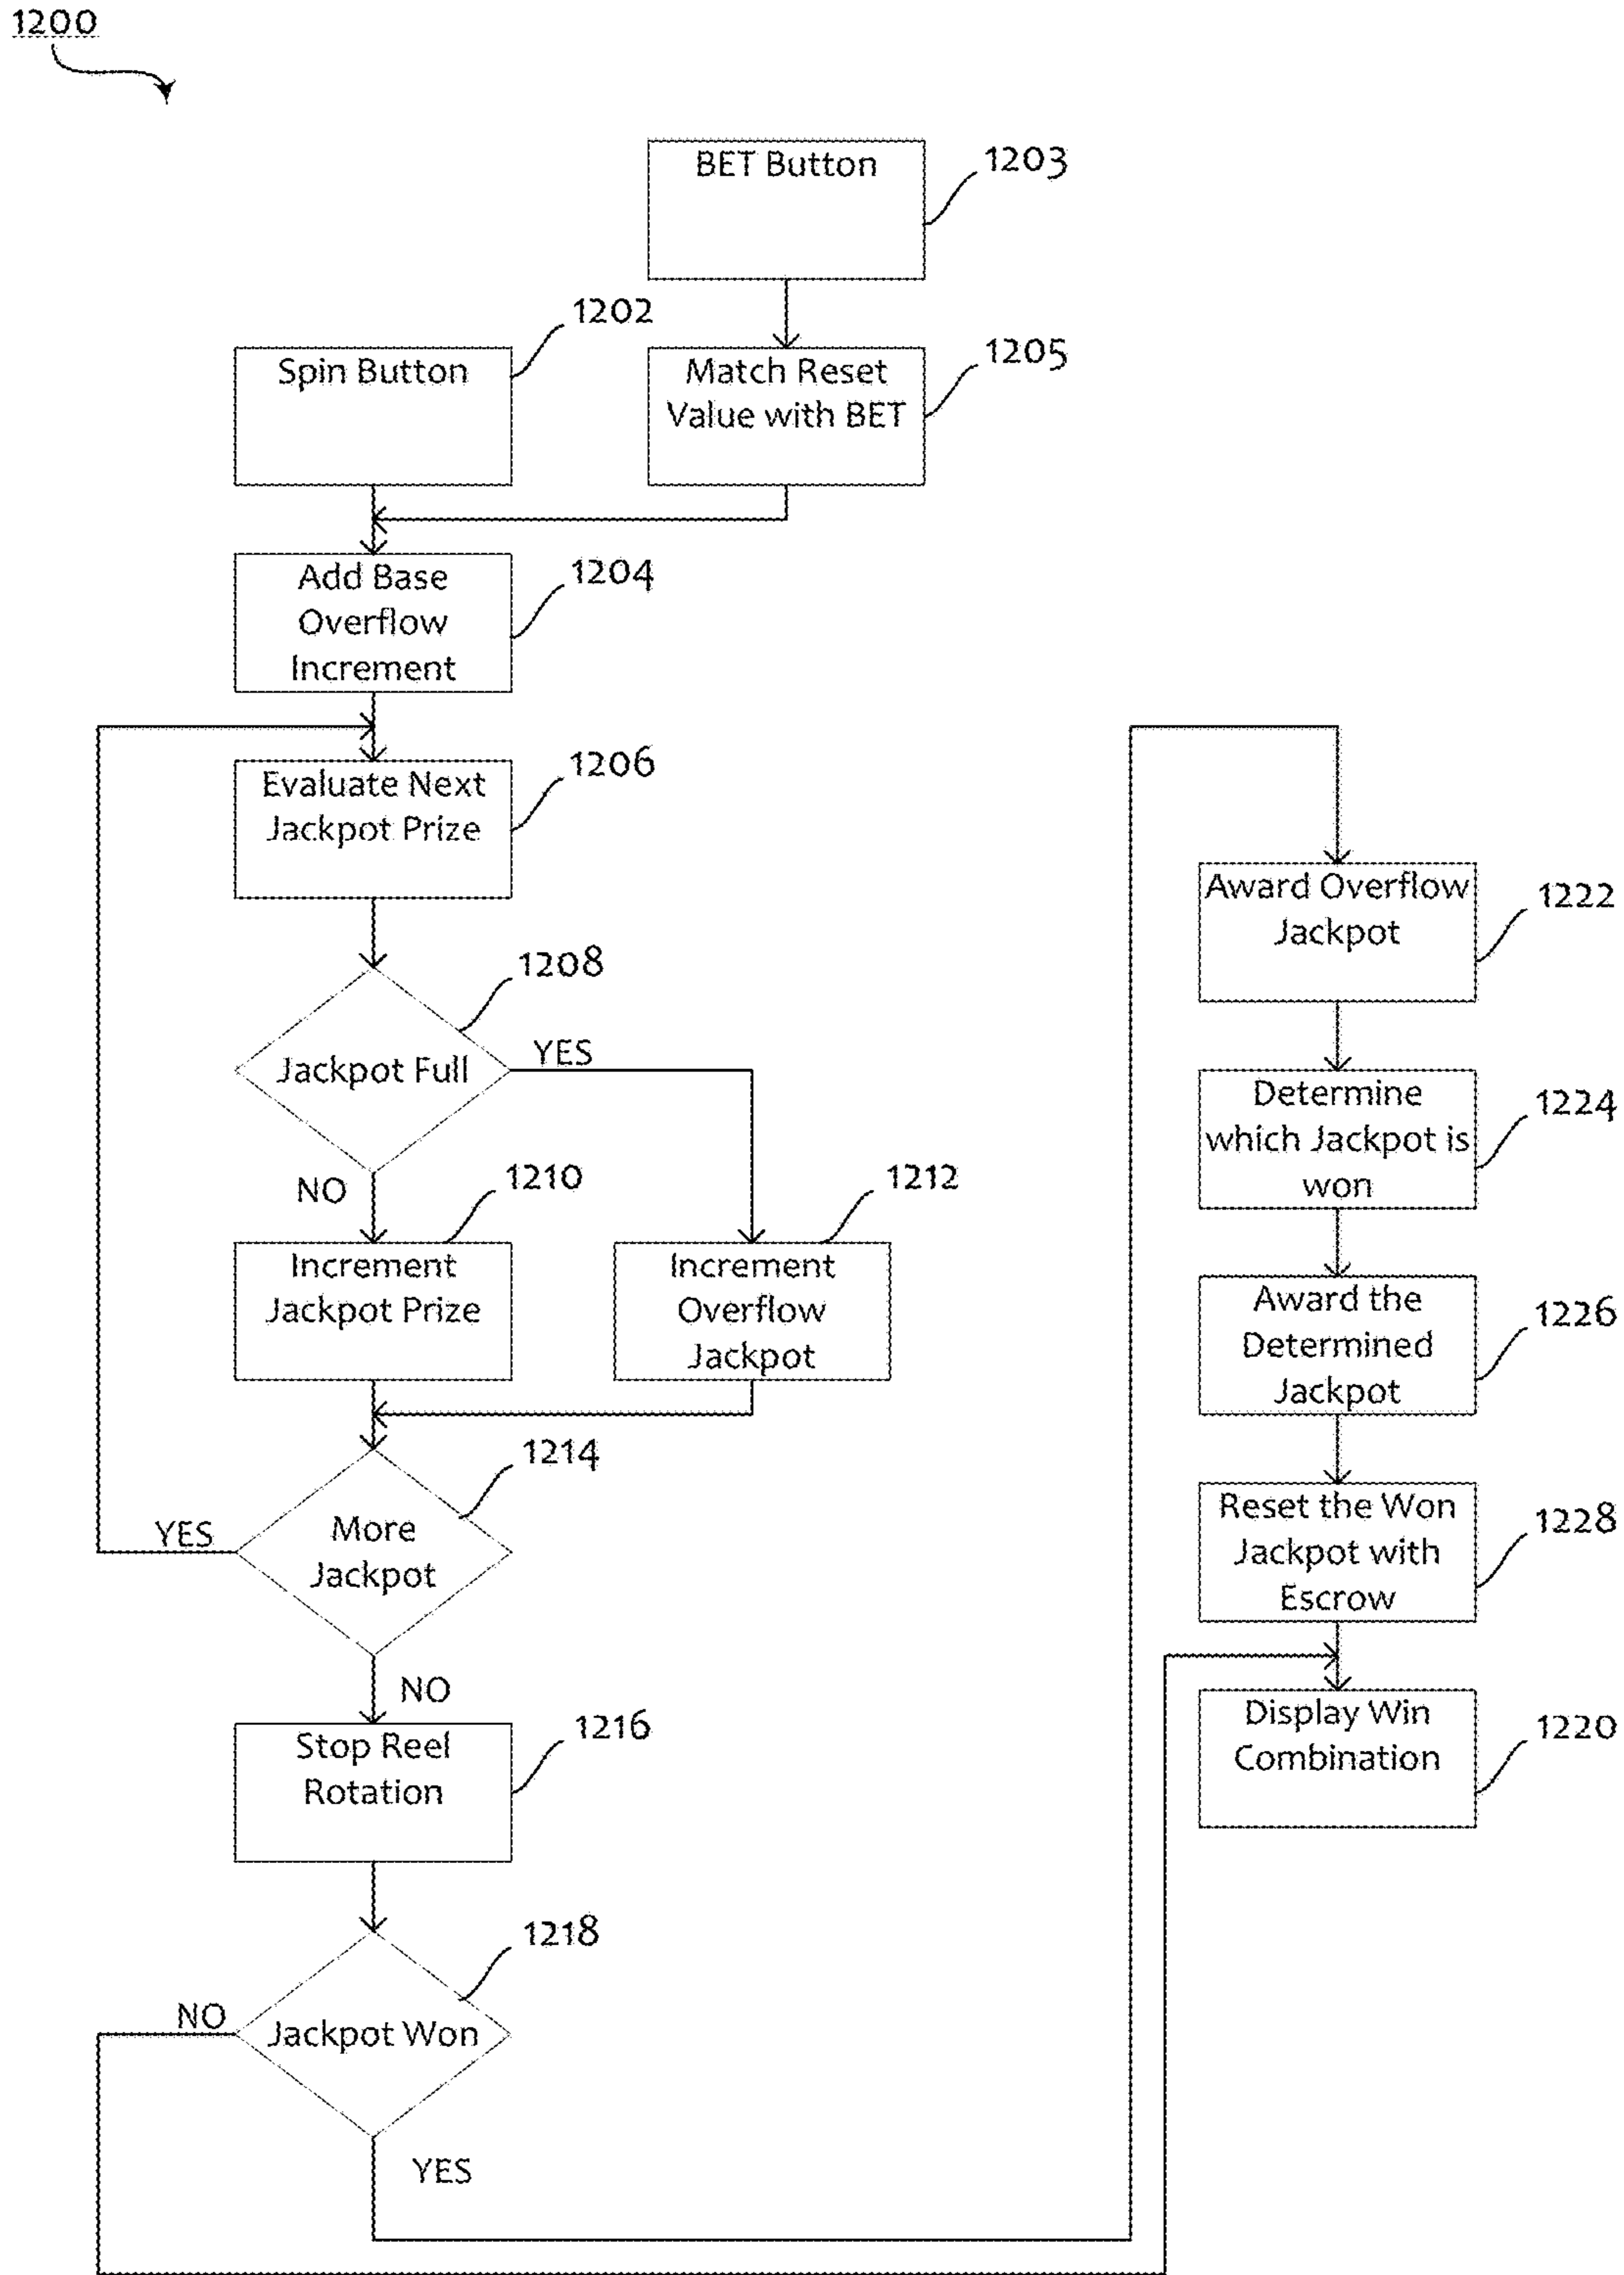 1200
BET Button
1203
1202
Spin Button
Match Reset
Value with BET
1205
Add Base
Overflow
Increment
1204
Evaluate Next
Jackpot Prize
1206
1208
Jackpot Full
YES
NO
1210
Increment
Jackpot Prize
1212
Increment
Overflow
Jackpot
1214
More
Jackpot
YES
NO
Stop Reel
Rotation
1216
1218
Jackpot Won
NO
YES
Award Overflow
Jackpot
1222
Determine
which Jackpot is
won
1224
Award the
Determined
Jackpot
1226
Reset the Won
Jackpot with
Escrow
1228
Display Win
Combination
1220